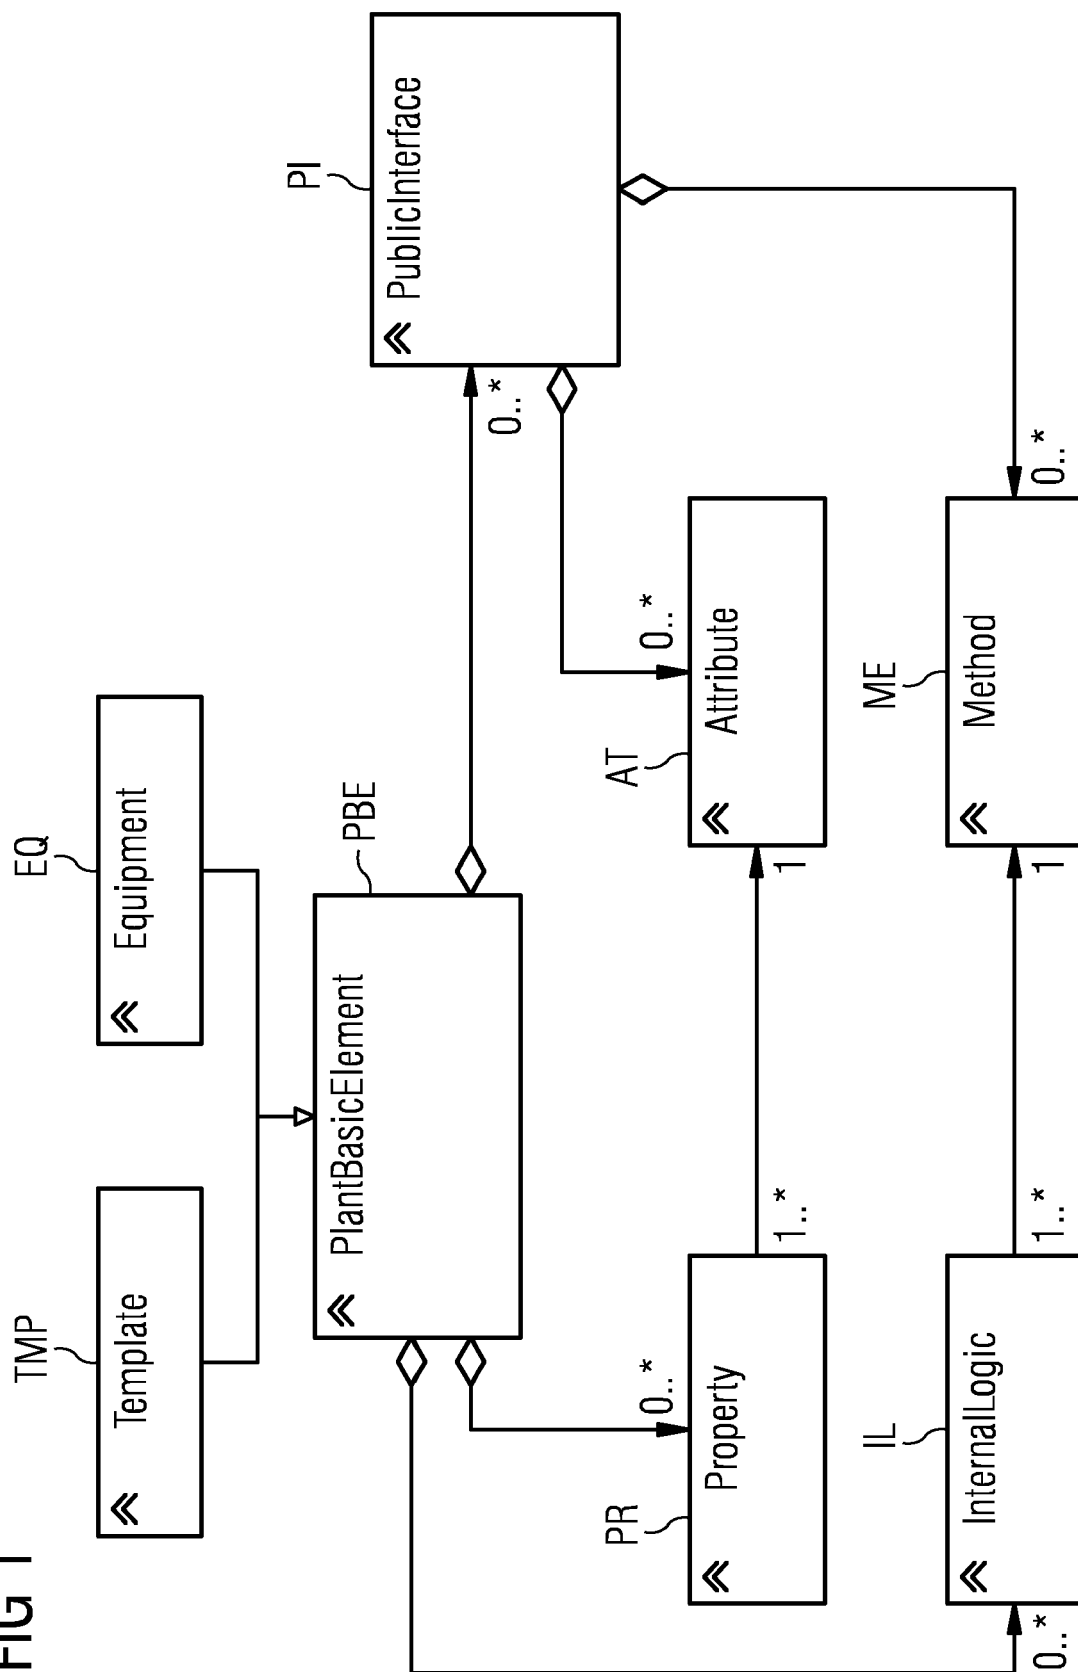 FIG 1
TMP
EQ
« Template
« Equipment
PI
PBE
« PlantBasicElement
« PublicInterface
0..*
PR
0..*
AT
0..*
« Property
« Attribute
1..*
1
IL
ME
« InternalLogic
« Method
0..*
1..*
1
0..*